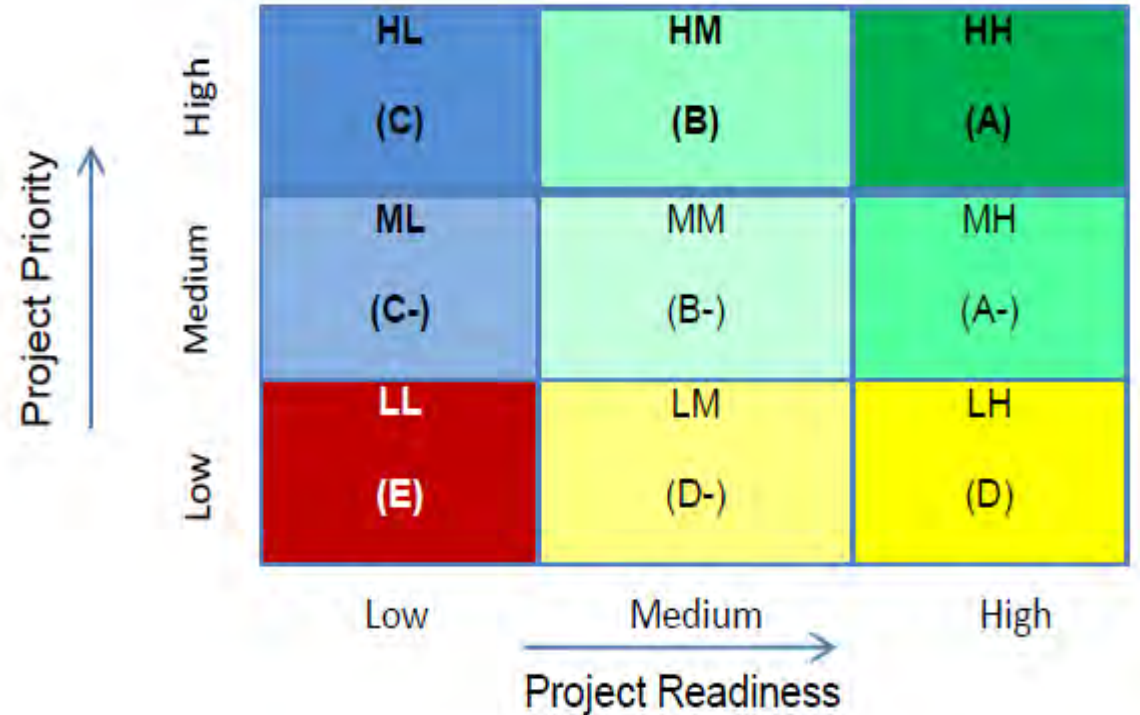 Project Priority
High
HL
HM
HH
(C)
(B)
(A)
Medium
ML
MM
MH
(C-)
(B-)
(A-)
Low
LL
LM
LH
(E)
(D-)
(D)
Low
Medium
High
Project Readiness